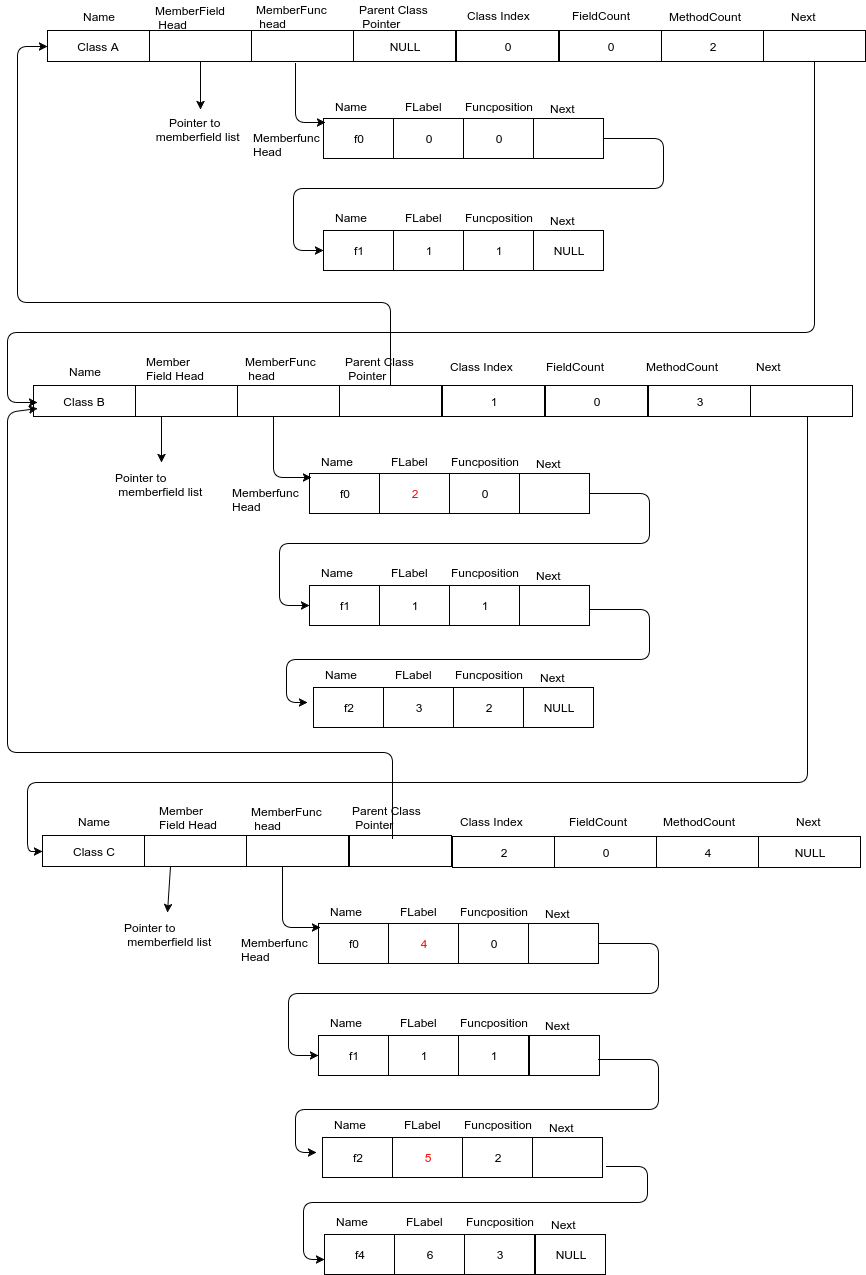 Name MemberField Head MemberFunc head Parent Class Pointer Class Index FieldCount MethodCount Next
Class A NULL 0 0 2
Pointer to
memberfield list
Name FLabel Funcposition Next
Memberfunc
Head
f0 0 0
Name FLabel Funcposition Next
f1 1 1 NULL
Name Member Field Head MemberFunc head Parent Class Pointer Class Index FieldCount MethodCount Next
Class B 1 0 3
Pointer to
memberfield list
Name FLabel Funcposition Next
Memberfunc
Head
f0 2 0
Name FLabel Funcposition Next
f1 1 1
Name FLabel Funcposition Next
f2 3 2 NULL
Name Member Field Head MemberFunc head Parent Class Pointer Class Index FieldCount MethodCount Next
Class C 2 0 4 NULL
Pointer to
memberfield list
Name FLabel Funcposition Next
Memberfunc
Head
f0 4 0
Name FLabel Funcposition Next
f1 1 1
Name FLabel Funcposition Next
f2 5 2
Name FLabel Funcposition Next
f4 6 3 NULL